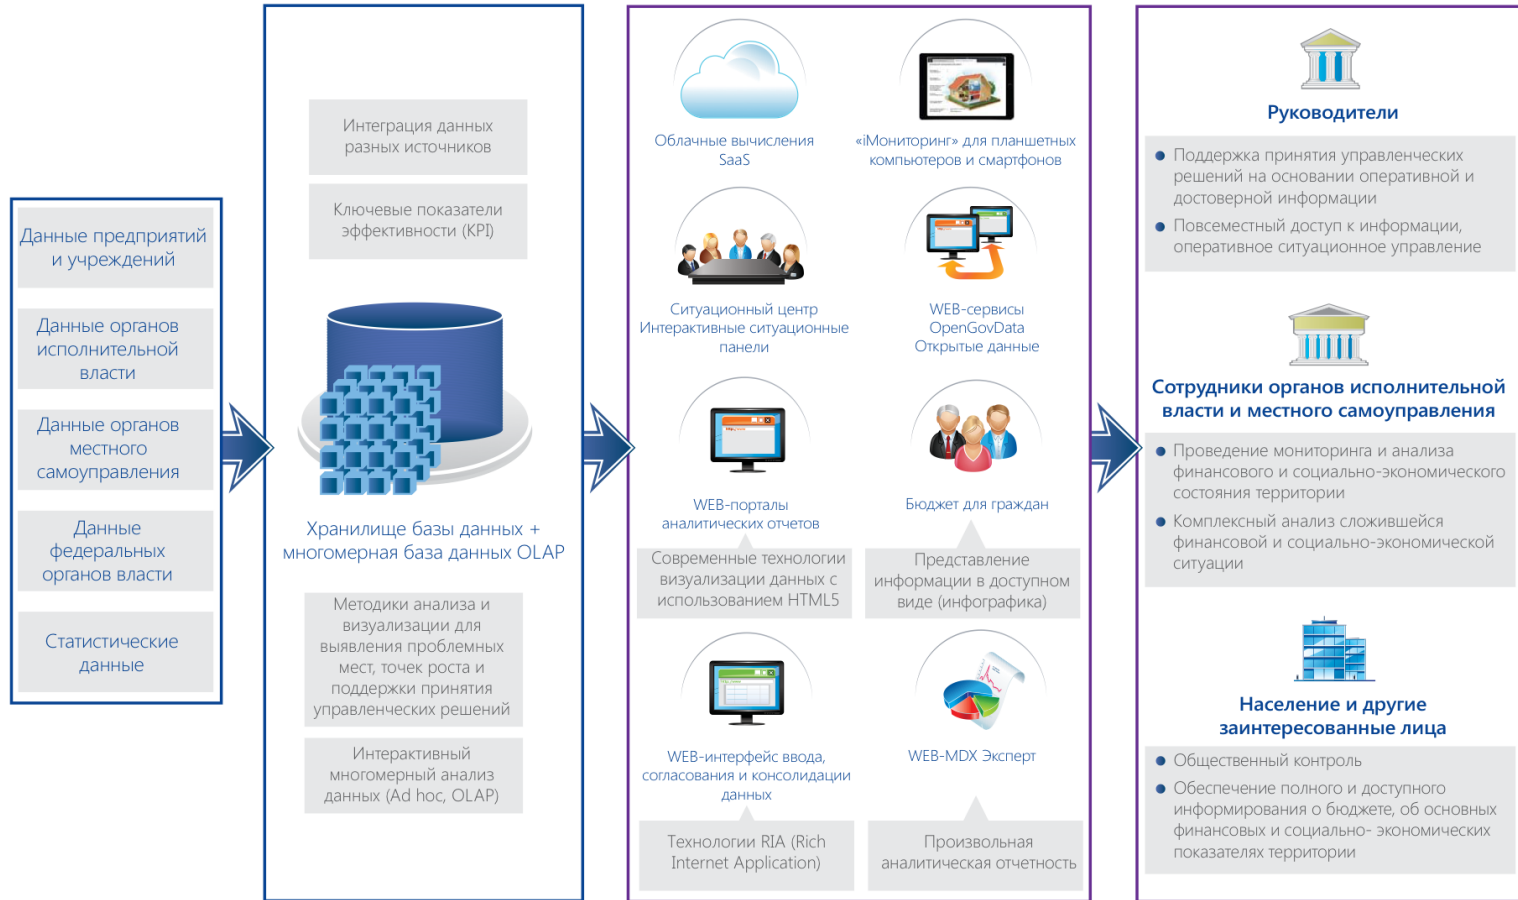 Данные предприятий
и учреждений
Данные органов
исполнительной
власти
Данные органов
местного
самоуправления
Данные
федеральных
органов власти
Статистические
данные
Интеграция данных
разных источников
Ключевые показатели
эффективности (KPI)
Хранилище базы данных +
многомерная база данных OLAP
Методики анализа и
визуализации для
выявления проблемных
мест, точек роста и
поддержки принятия
управленческих решений
Интерактивный
многомерный анализ
данных (Ad hoc, OLAP)
Облачные вычисления
SaaS
«iМониторинг» для планшетных
компьютеров и смартфонов
Ситуационный центр
Интерактивные ситуационные
панели
WEB-сервисы
OpenGovData
Открытые данные
WEB-порталы
аналитических отчетов
Современные технологии
визуализации данных с
использованием HTML5
Бюджет для граждан
Представление
информации в доступном
виде (инфографика)
WEB-интерфейс ввода,
согласования и консолидации
данных
Технологии RIA (Rich
Internet Application)
WEB-MDX Эксперт
Произвольная
аналитическая отчетность
Руководители
Поддержка принятия управленческих
решений на основании оперативной и
достоверной информации
Повсеместный доступ к информации,
оперативное ситуационное управление
Сотрудники органов исполнительной
власти и местного самоуправления
Проведение мониторинга и анализа
финансового и социально-экономического
состояния территории
Комплексный анализ сложившейся
финансовой и социально-экономической
ситуации
Население и другие
заинтересованные лица
Общественный контроль
Обеспечение полного и доступного
информирования о бюджете, об основных
финансовых и социально- экономических
показателях территории